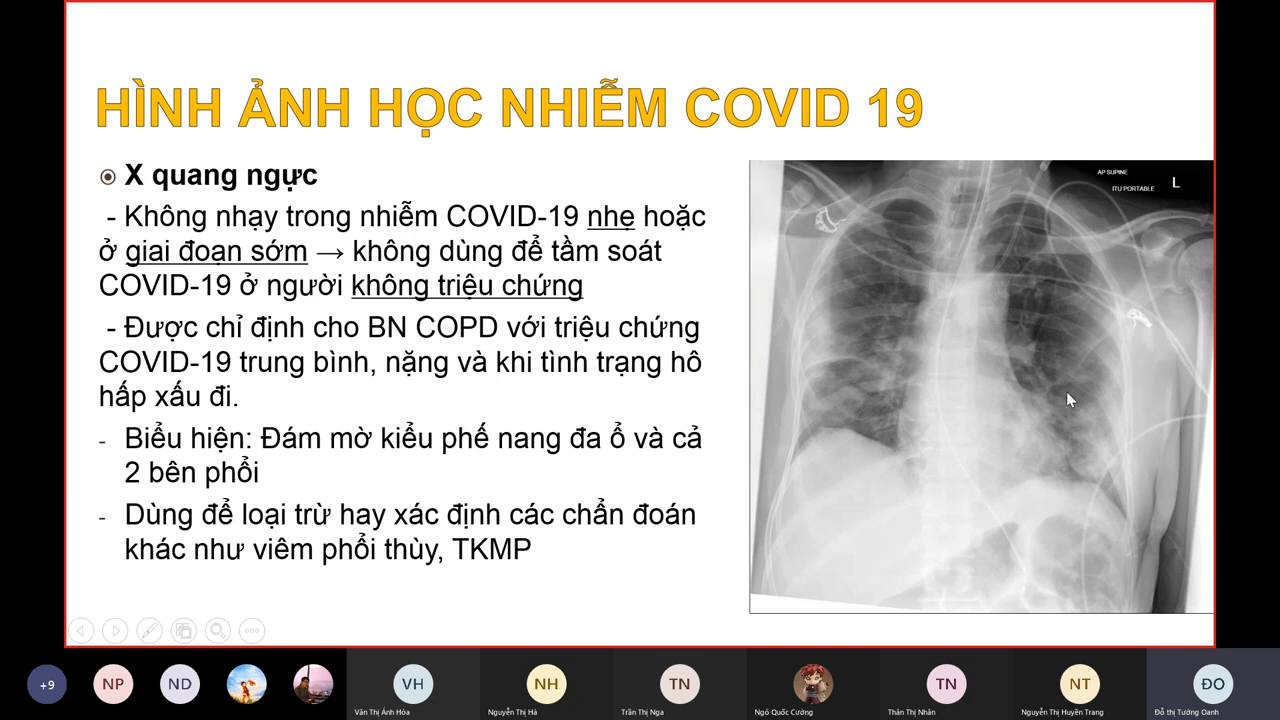 HÌNH ẢNH HỌC NHIỄM COVID 19
X quang ngực
- Không nhạy trong nhiễm COVID-19 nhẹ hoặc
ở giai đoạn sớm → không dùng để tầm soát
COVID-19 ở người không triệu chứng
- Được chỉ định cho BN COPD với triệu chứng
COVID-19 trung bình, nặng và khi tình trạng hô
hấp xấu đi.
- Biểu hiện: Đám mờ kiểu phế nang đa ổ và cả
2 bên phổi
- Dùng để loại trừ hay xác định các chẩn đoán
khác như viêm phổi thùy, TKMP
AP SUPINE
ITU PORTABLE
L
+9
NP
ND
VH
NH
TN
TN
NT
ĐO
Văn Thị Ánh Hòa
Nguyễn Thị Hà
Trần Thị Nga
Ngô Quốc Cường
Thân Thị Nhân
Nguyễn Thị Huyền Trang
Đỗ thị Tường Oanh